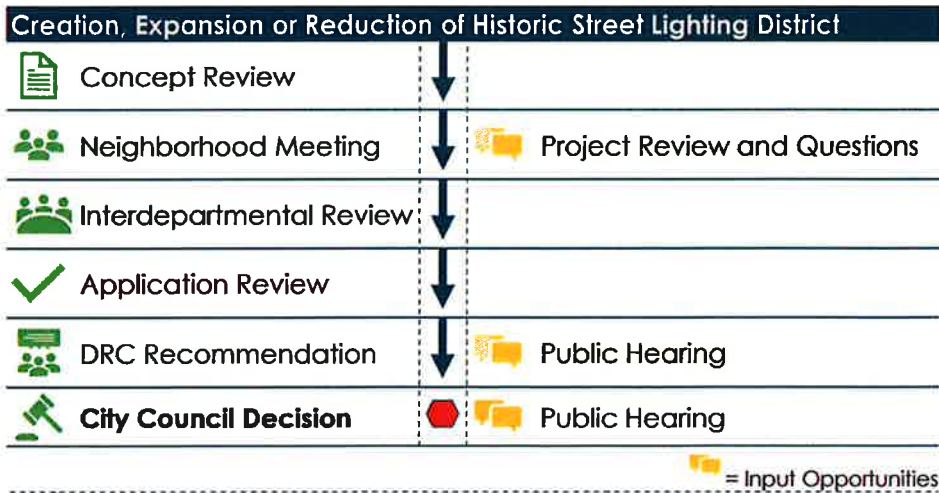 Creation, Expansion or Reduction of Historic Street Lighting District
Concept Review
Neighborhood Meeting Project Review and Questions
Interdepartmental Review
Application Review
DRC Recommendation Public Hearing
City Council Decision Public Hearing
= Input Opportunities